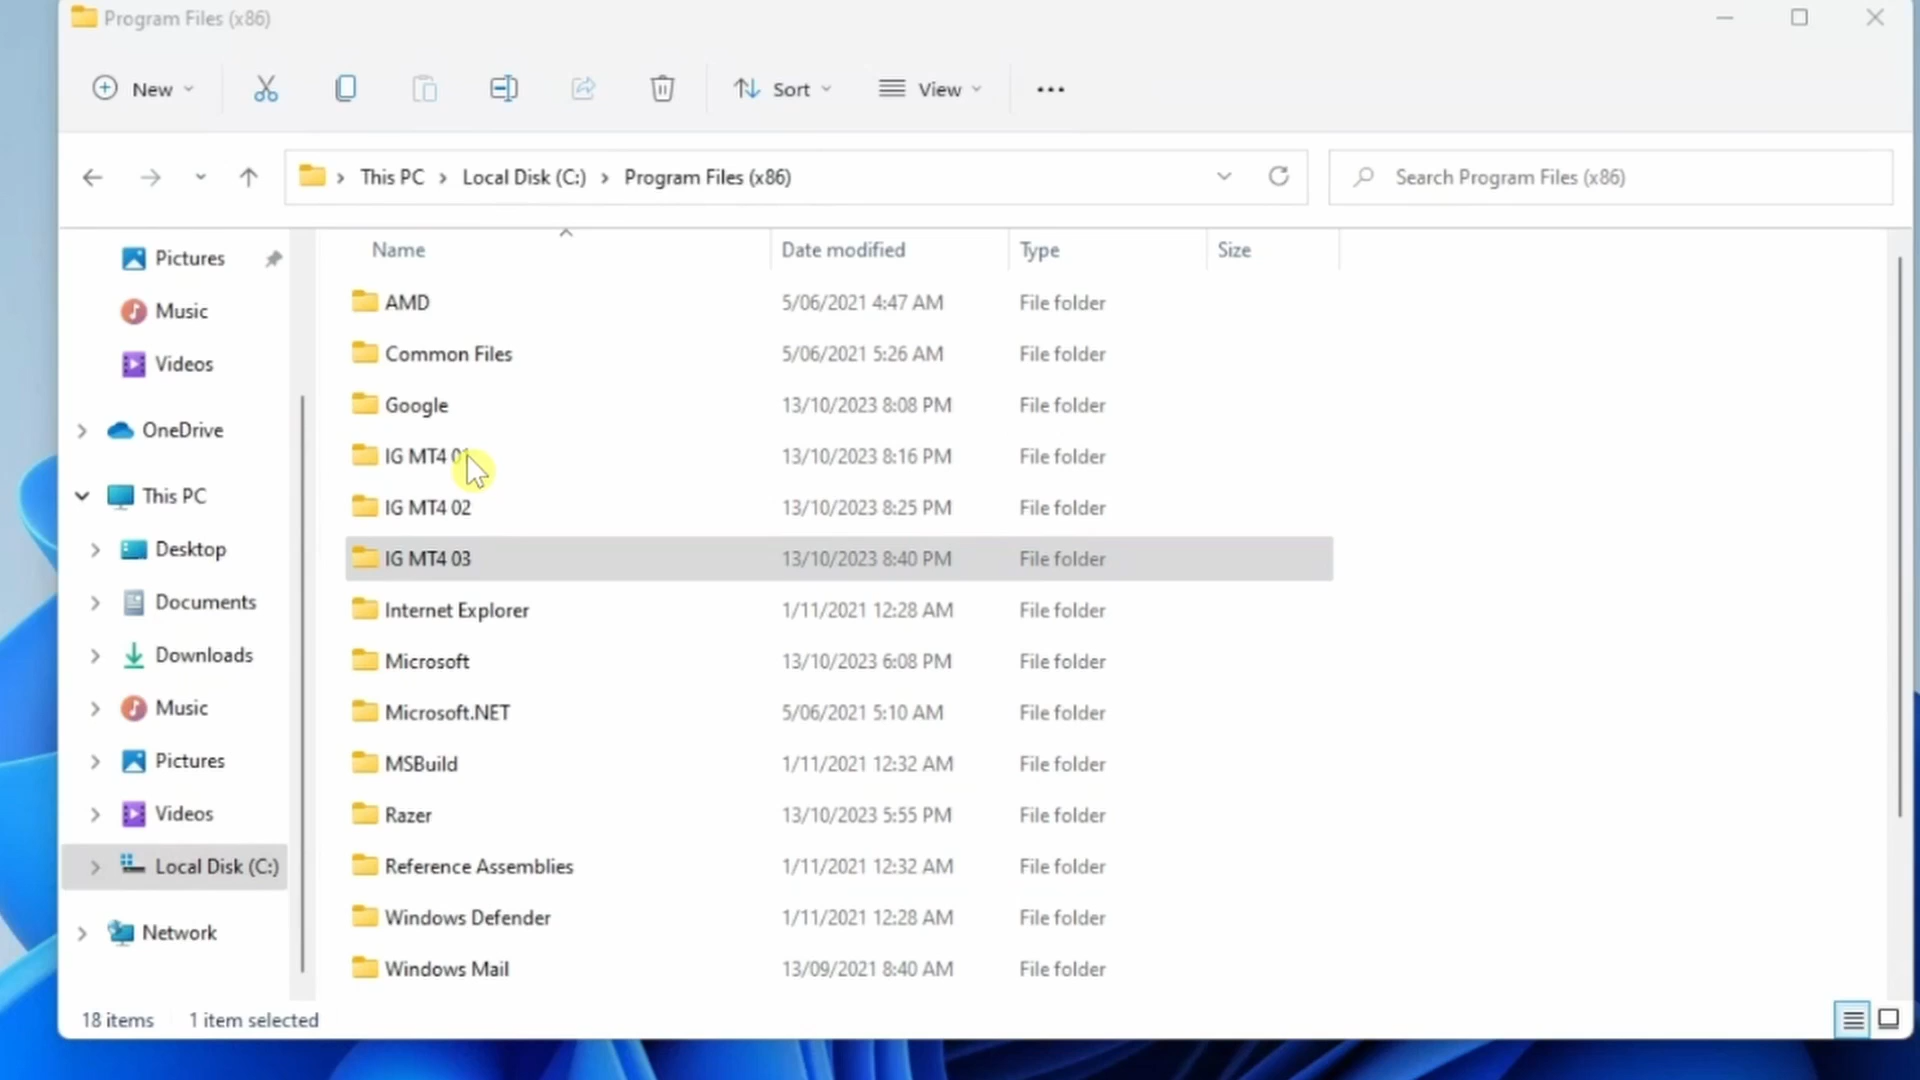 Program Files (x86)
New
Sort
View
This PC
Local Disk (C:)
Program Files (x86)
Search Program Files (x86)
Pictures
Music
Videos
OneDrive
This PC
Desktop
Documents
Downloads
Music
Pictures
Videos
Local Disk (C:)
Network
Name Date modified Type Size
AMD 5/06/2021 4:47 AM File folder
Common Files 5/06/2021 5:26 AM File folder
Google 13/10/2023 8:08 PM File folder
IG MT4 01 13/10/2023 8:16 PM File folder
IG MT4 02 13/10/2023 8:25 PM File folder
IG MT4 03 13/10/2023 8:40 PM File folder
Internet Explorer 1/11/2021 12:28 AM File folder
Microsoft 13/10/2023 6:08 PM File folder
Microsoft.NET 5/06/2021 5:10 AM File folder
MSBuild 1/11/2021 12:32 AM File folder
Razer 13/10/2023 5:55 PM File folder
Reference Assemblies 1/11/2021 12:32 AM File folder
Windows Defender 1/11/2021 12:28 AM File folder
Windows Mail 13/09/2021 8:40 AM File folder
18 items 1 item selected